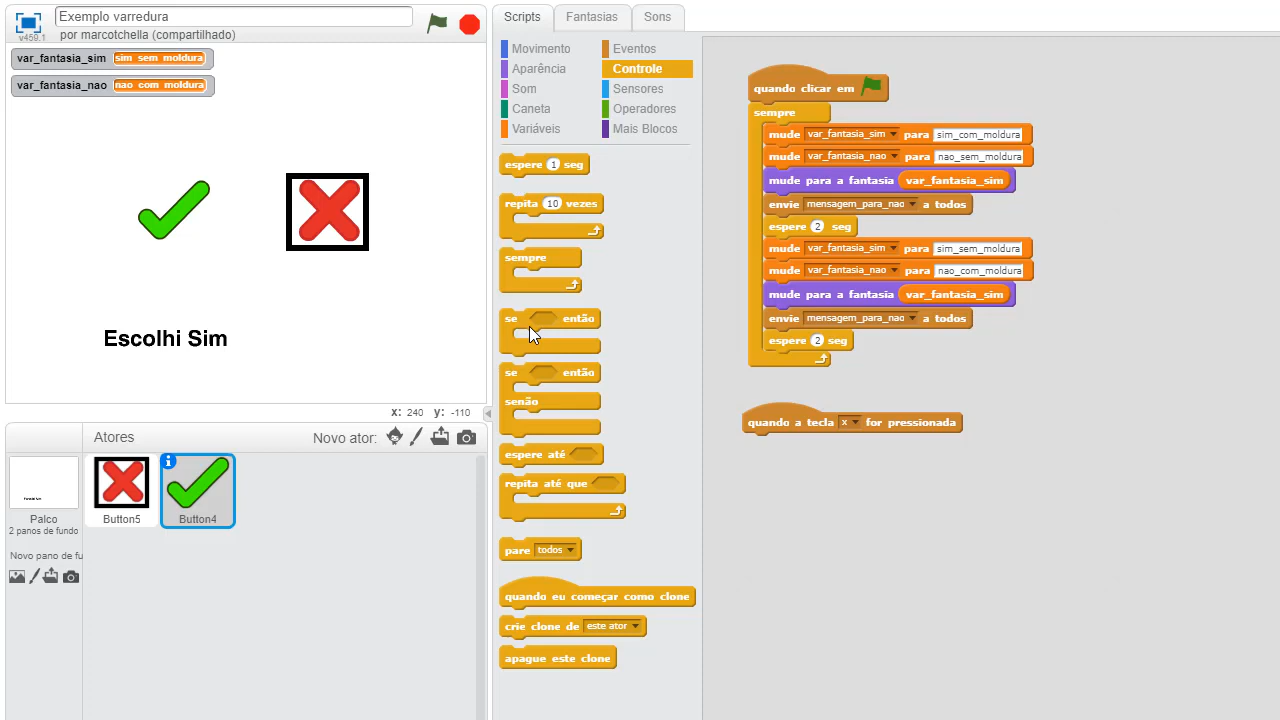 Exemplo varredura
por marcotchella (compartilhado)
v459.1
var_fantasia_sim sim_sem_moldura
var_fantasia_nao nao_com_moldura
Escolhi Sim
x: 240 y: -110
Atores
Novo ator:
Palco
2 panos de fundo
Novo pano de fu
Button5
Button4
Scripts
Fantasias
Sons
Movimento
Aparência
Som
Caneta
Variáveis
Eventos
Controle
Sensores
Operadores
Mais Blocos
espere 1 seg
repita 10 vezes
sempre
se então
se então
senão
espere até
repita até que
pare todos
quando eu começar como clone
crie clone de este ator
apague este clone
quando clicar em
sempre
mude var_fantasia_sim para sim_com_moldura
mude var_fantasia_nao para nao_sem_moldura
mude para a fantasia var_fantasia_sim
envie mensagem_para_nao a todos
espere 2 seg
mude var_fantasia_sim para sim_sem_moldura
mude var_fantasia_nao para nao_com_moldura
mude para a fantasia var_fantasia_sim
envie mensagem_para_nao a todos
espere 2 seg
quando a tecla x for pressionada